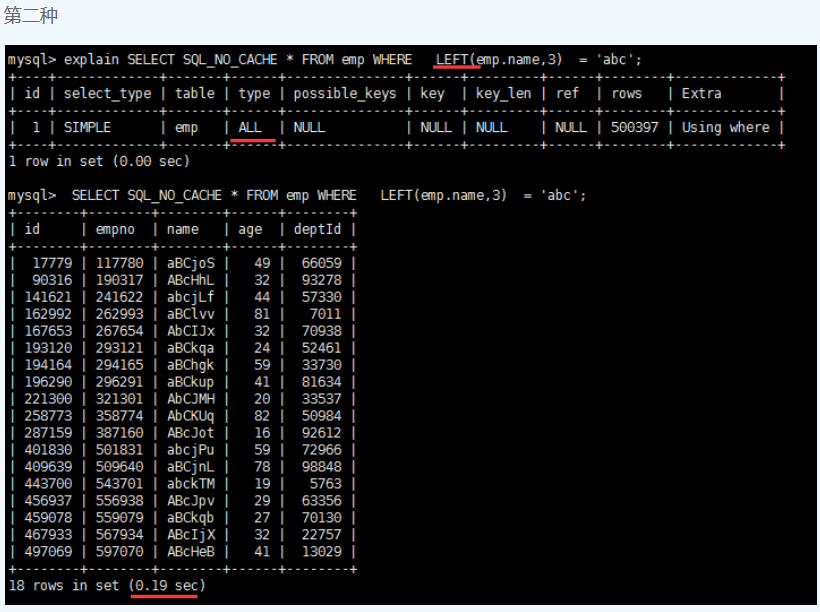 第二种
mysql> explain SELECT SQL_NO_CACHE * FROM emp WHERE   LEFT(emp.name,3)  = 'abc';
+----+-------------+-------+------+---------------+------+---------+------+--------+-------------+
| id | select_type | table | type | possible_keys | key  | key_len | ref  | rows   | Extra       |
+----+-------------+-------+------+---------------+------+---------+------+--------+-------------+
|  1 | SIMPLE      | emp   | ALL  | NULL          | NULL | NULL    | NULL | 500397 | Using where |
+----+-------------+-------+------+---------------+------+---------+------+--------+-------------+
1 row in set (0.00 sec)
mysql>  SELECT SQL_NO_CACHE * FROM emp WHERE   LEFT(emp.name,3)  = 'abc';
+--------+--------+--------+------+--------+
| id     | empno  | name   | age  | deptId |
+--------+--------+--------+------+--------+
|  17779 | 117780 | aBCjoS |   49 |  66059 |
|  90316 | 190317 | ABcHhL |   32 |  93278 |
| 141621 | 241622 | abcjLf |   44 |  57330 |
| 162992 | 262993 | aBClvv |   81 |   7011 |
| 167653 | 267654 | AbCIJx |   32 |  70938 |
| 193120 | 293121 | aBCkqa |   24 |  52461 |
| 194164 | 294165 | aBChgk |   59 |  33730 |
| 196290 | 296291 | aBCkup |   41 |  81634 |
| 221300 | 321301 | AbCJMH |   20 |  33537 |
| 258773 | 358774 | AbCKUq |   82 |  50984 |
| 287159 | 387160 | ABcJot |   16 |  92612 |
| 401830 | 501831 | abcjPu |   59 |  72966 |
| 409639 | 509640 | aBCjnL |   78 |  98848 |
| 443700 | 543701 | abckTM |   19 |   5763 |
| 456937 | 556938 | ABcJpv |   29 |  63356 |
| 459078 | 559079 | aBCkqb |   27 |  70130 |
| 467933 | 567934 | ABcIjX |   32 |  22757 |
| 497069 | 597070 | ABcHeB |   41 |  13029 |
+--------+--------+--------+------+--------+
18 rows in set (0.19 sec)